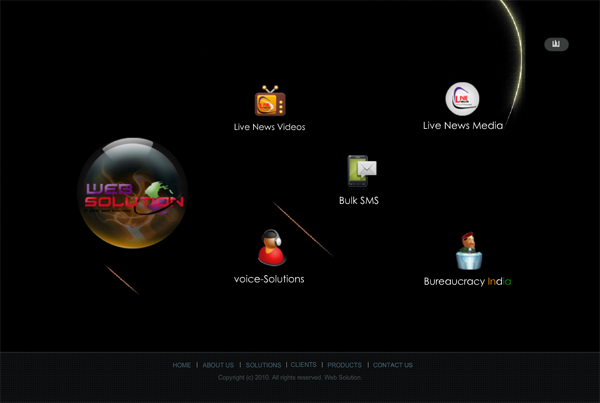 Live News Videos
Live News Media
LIVE
WEB
SOLUTION
Bulk SMS
voice-Solutions
Bureaucracy India
HOME | ABOUT US | SOLUTIONS | CLIENTS | PRODUCTS | CONTACT US
Copyright (c) 2010. All rights reserved. Web Solution.